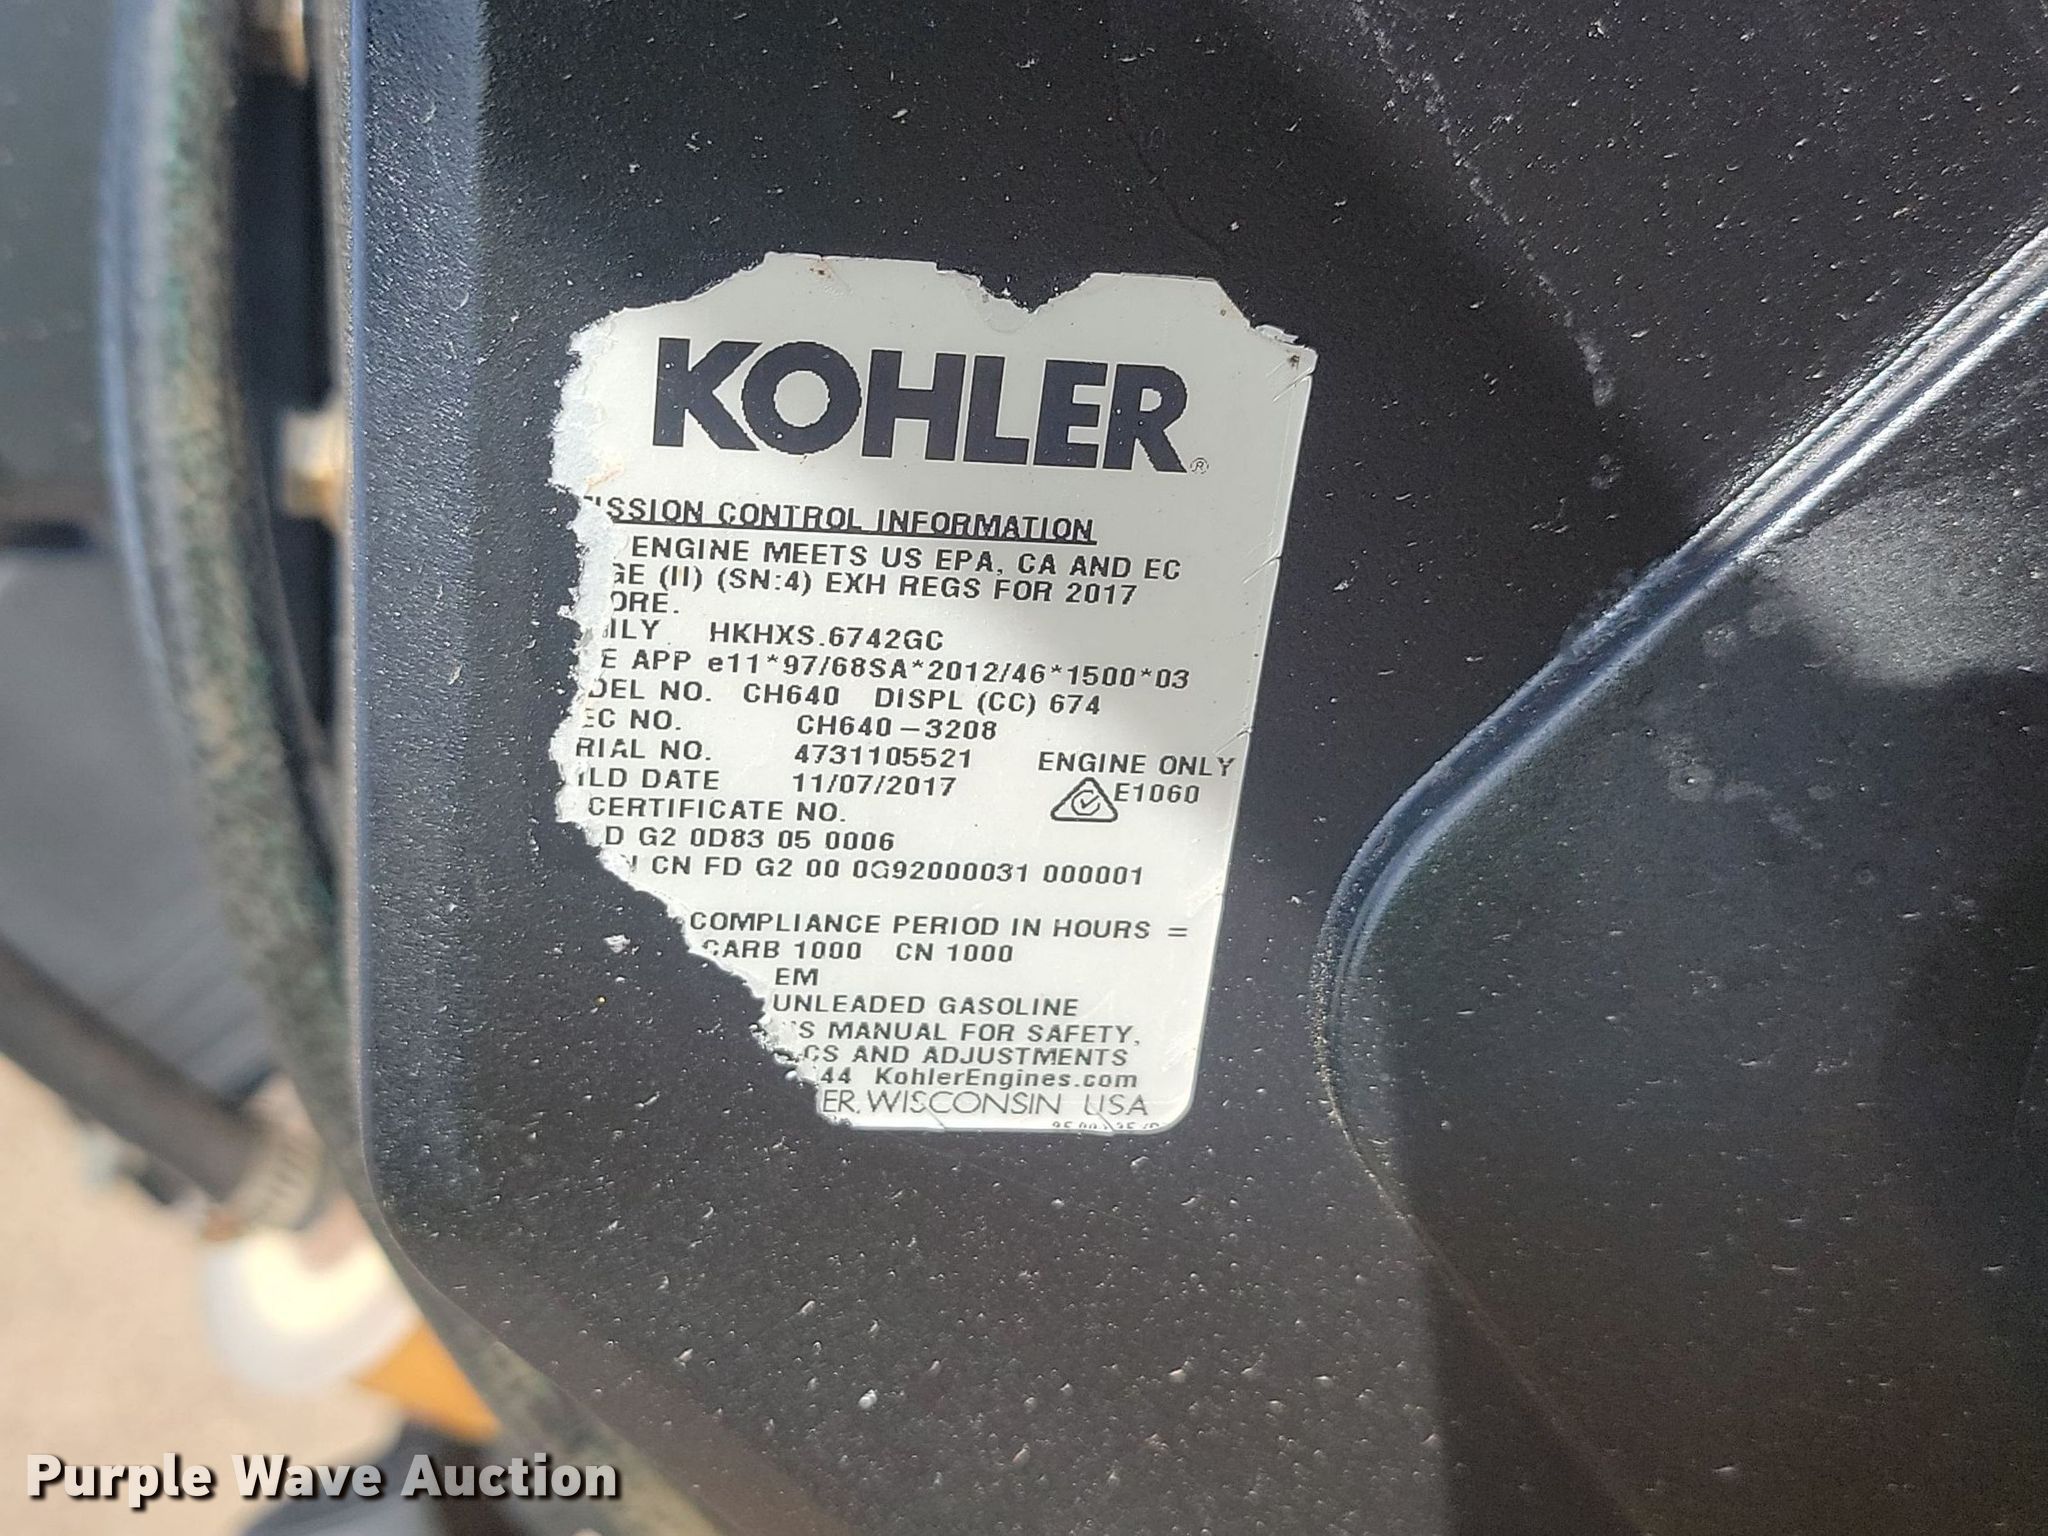 KOHLER®
ISSION CONTROL INFORMATION
ENGINE MEETS US EPA, CA AND EC
GE (II) (SN:4) EXH REGS FOR 2017
ORE.
ILY HKHXS.6742GC
E APP e11*97/68SA*2012/46*1500*03
DEL NO. CH640 DISPL (CC) 674
EC NO. CH640-3208
RIAL NO. 4731105521 ENGINE ONLY
ILD DATE 11/07/2017 E1060
CERTIFICATE NO.
D G2 0D83 05 0006
CN FD G2 00 0G92000031 000001
COMPLIANCE PERIOD IN HOURS =
CARB 1000 CN 1000
EM
UNLEADED GASOLINE
'S MANUAL FOR SAFETY,
CS AND ADJUSTMENTS
44 KohlerEngines.com
ER, WISCONSIN USA
Purple Wave Auction